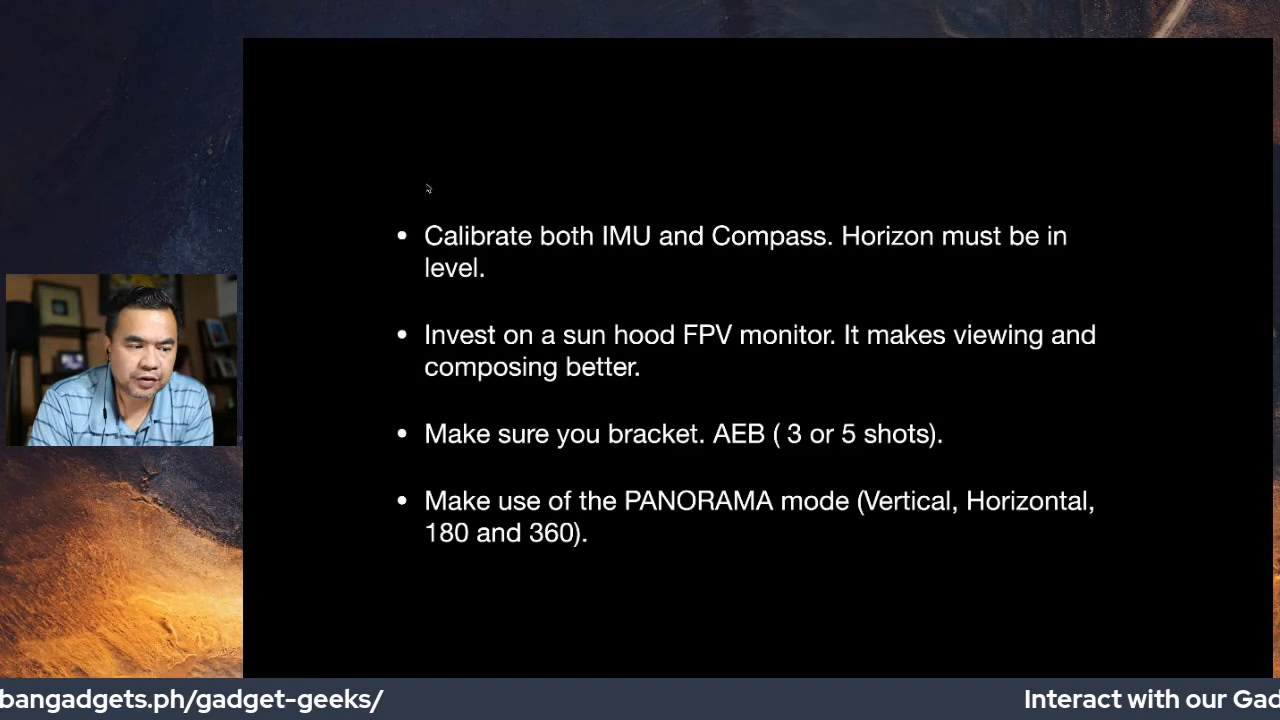 • Calibrate both IMU and Compass. Horizon must be in
level.
• Invest on a sun hood FPV monitor. It makes viewing and
composing better.
• Make sure you bracket. AEB ( 3 or 5 shots).
• Make use of the PANORAMA mode (Vertical, Horizontal,
180 and 360).
bangadgets.ph/gadget-geeks/
Interact with our Gad